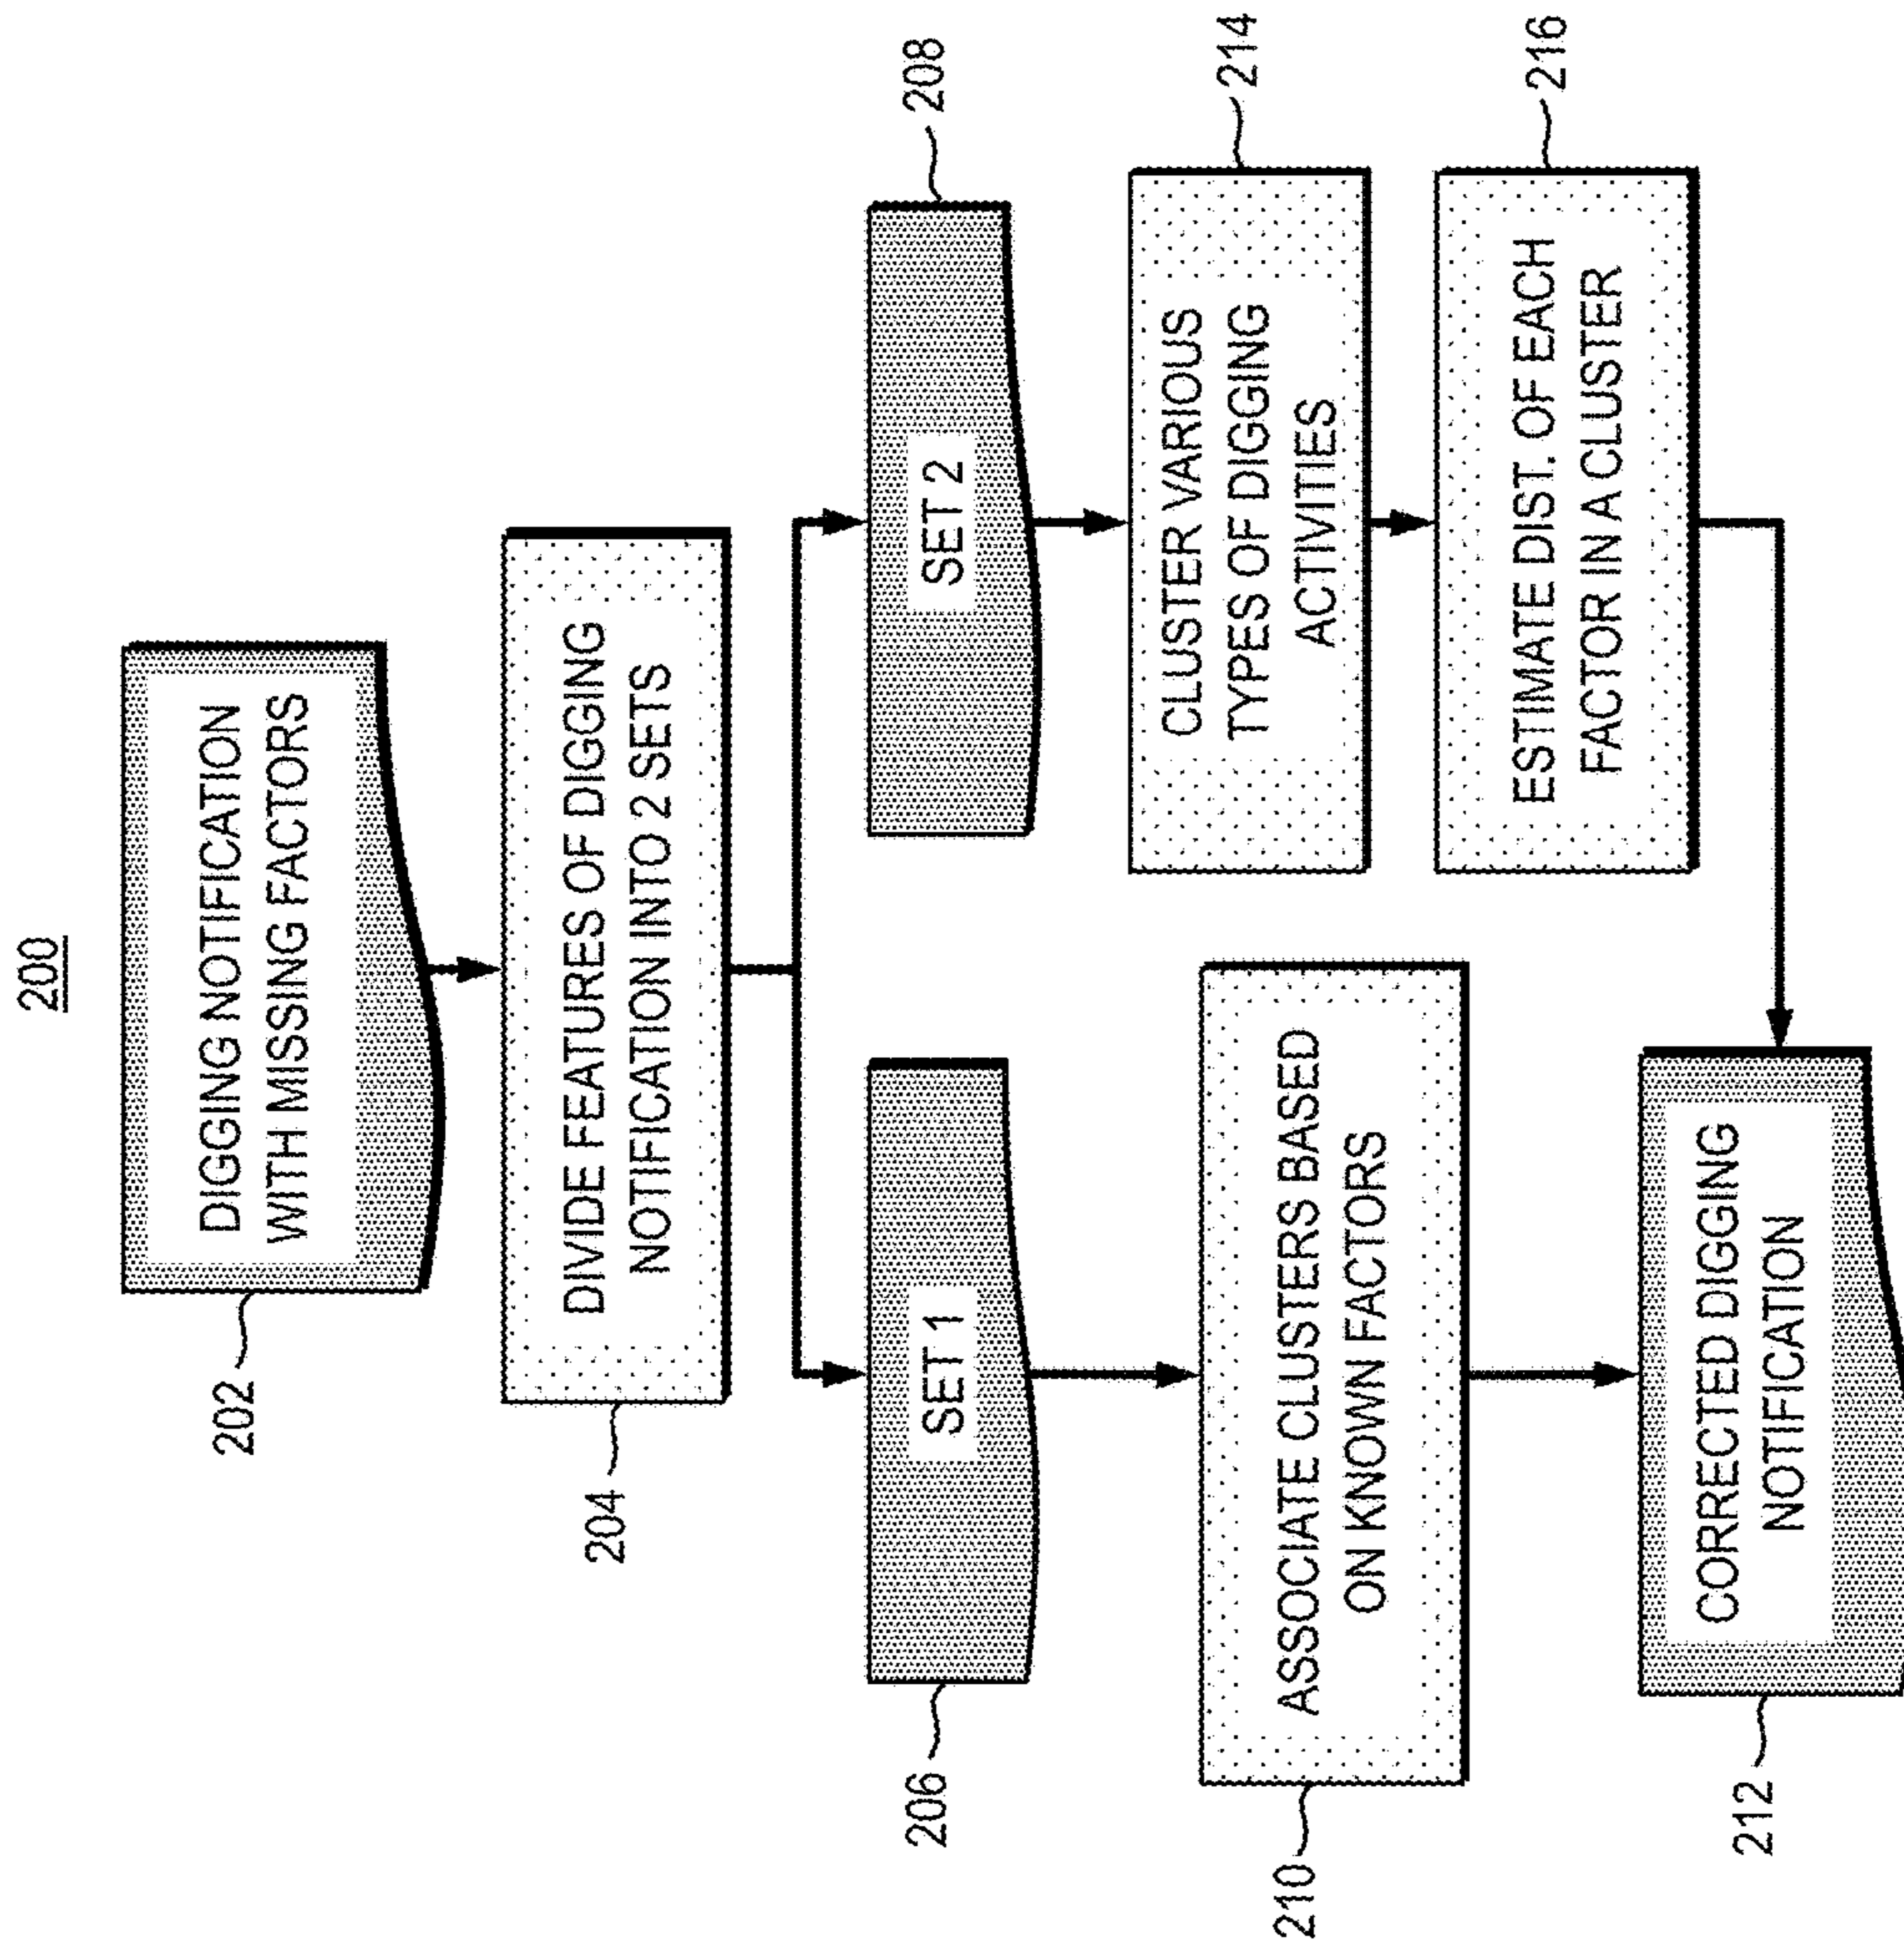 200
DIGGING NOTIFICATION
WITH MISSING FACTORS
202
DIVIDE FEATURES OF DIGGING
NOTIFICATION INTO 2 SETS
204
SET 1
206
SET 2
208
ASSOCIATE CLUSTERS BASED
ON KNOWN FACTORS
210
CLUSTER VARIOUS
TYPES OF DIGGING
ACTIVITIES
214
ESTIMATE DIST. OF EACH
FACTOR IN A CLUSTER
216
CORRECTED DIGGING
NOTIFICATION
212